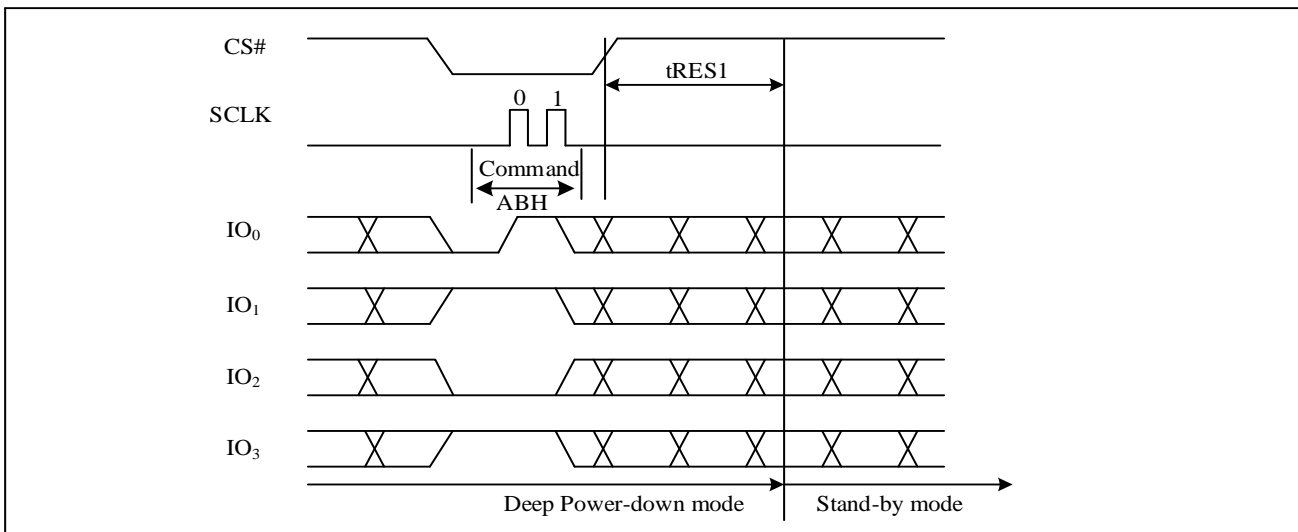 CS#
tRES1
SCLK
0 1
Command
ABH
IO₀
IO₁
IO₂
IO₃
Deep Power-down mode Stand-by mode